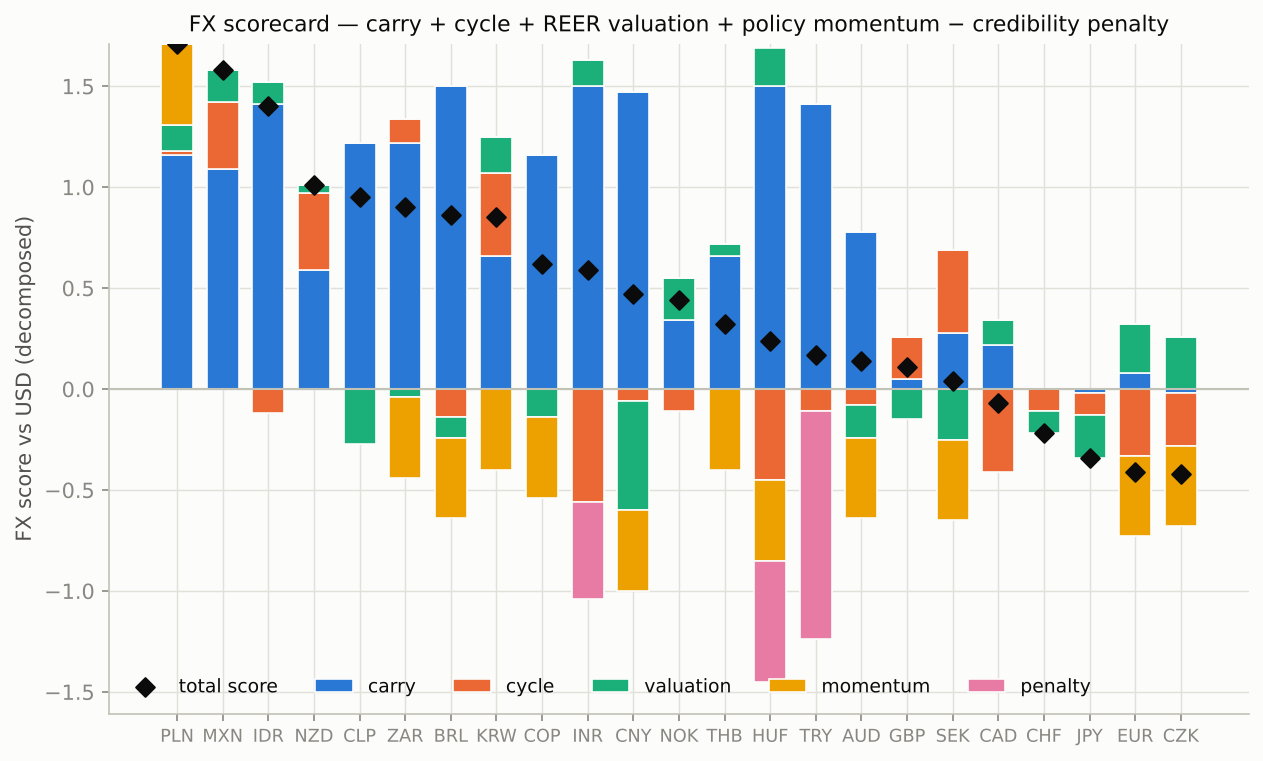 FX scorecard — carry + cycle + REER valuation + policy momentum − credibility penalty
FX score vs USD (decomposed)
1.5
1.0
0.5
0.0
−0.5
−1.0
−1.5
total score carry cycle valuation momentum penalty
PLN MXN IDR NZD CLP ZAR BRL KRW COP INR CNY NOK THB HUF TRY AUD GBP SEK CAD CHF JPY EUR CZK